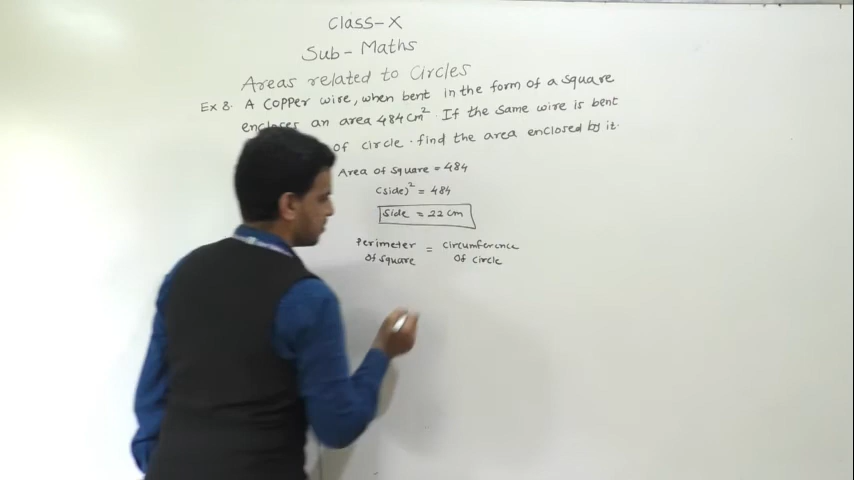 Class-X
Sub- Maths
Areas related to Circles
Ex 8. A copper wire, when bent in the form of a square
encloses an area 484 cm². If the same wire is bent
of circle. find the area enclosed by it.
Area of square = 484
(side)² = 484
Side = 22 cm
Perimeter of square = Circumference of circle